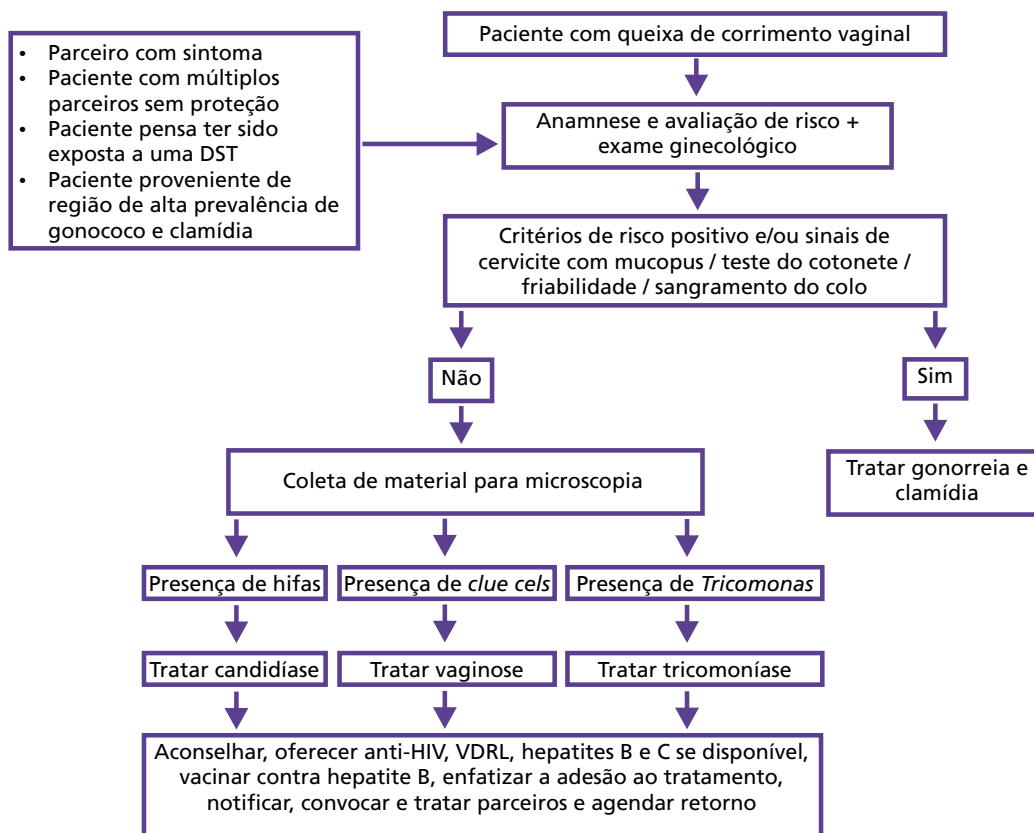 • Parceiro com sintoma
• Paciente com múltiplos
parceiros sem proteção
• Paciente pensa ter sido
exposta a uma DST
• Paciente proveniente de
região de alta prevalência de
gonococo e clamídia
Paciente com queixa de corrimento vaginal
Anamnese e avaliação de risco +
exame ginecológico
Critérios de risco positivo e/ou sinais de
cervicite com mucopus / teste do cotonete /
friabilidade / sangramento do colo
Não
Sim
Coleta de material para microscopia
Tratar gonorreia e
clamídia
Presença de hifas
Presença de clue cels
Presença de Tricomonas
Tratar candidíase
Tratar vaginose
Tratar tricomoníase
Aconselhar, oferecer anti-HIV, VDRL, hepatites B e C se disponível,
vacinar contra hepatite B, enfatizar a adesão ao tratamento,
notificar, convocar e tratar parceiros e agendar retorno